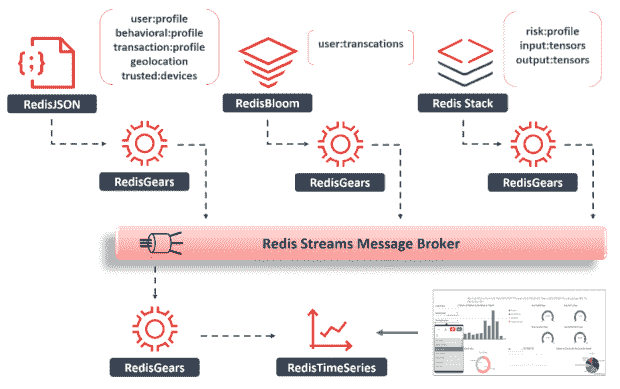 user:profile
behavioral:profile
transaction:profile
geolocation
trusted:devices
user:transcations
risk:profile
input:tensors
output:tensors
{;}
RedisJSON
RedisBloom
Redis Stack
RedisGears
RedisGears
RedisGears
Redis Streams Message Broker
RedisGears
RedisTimeSeries